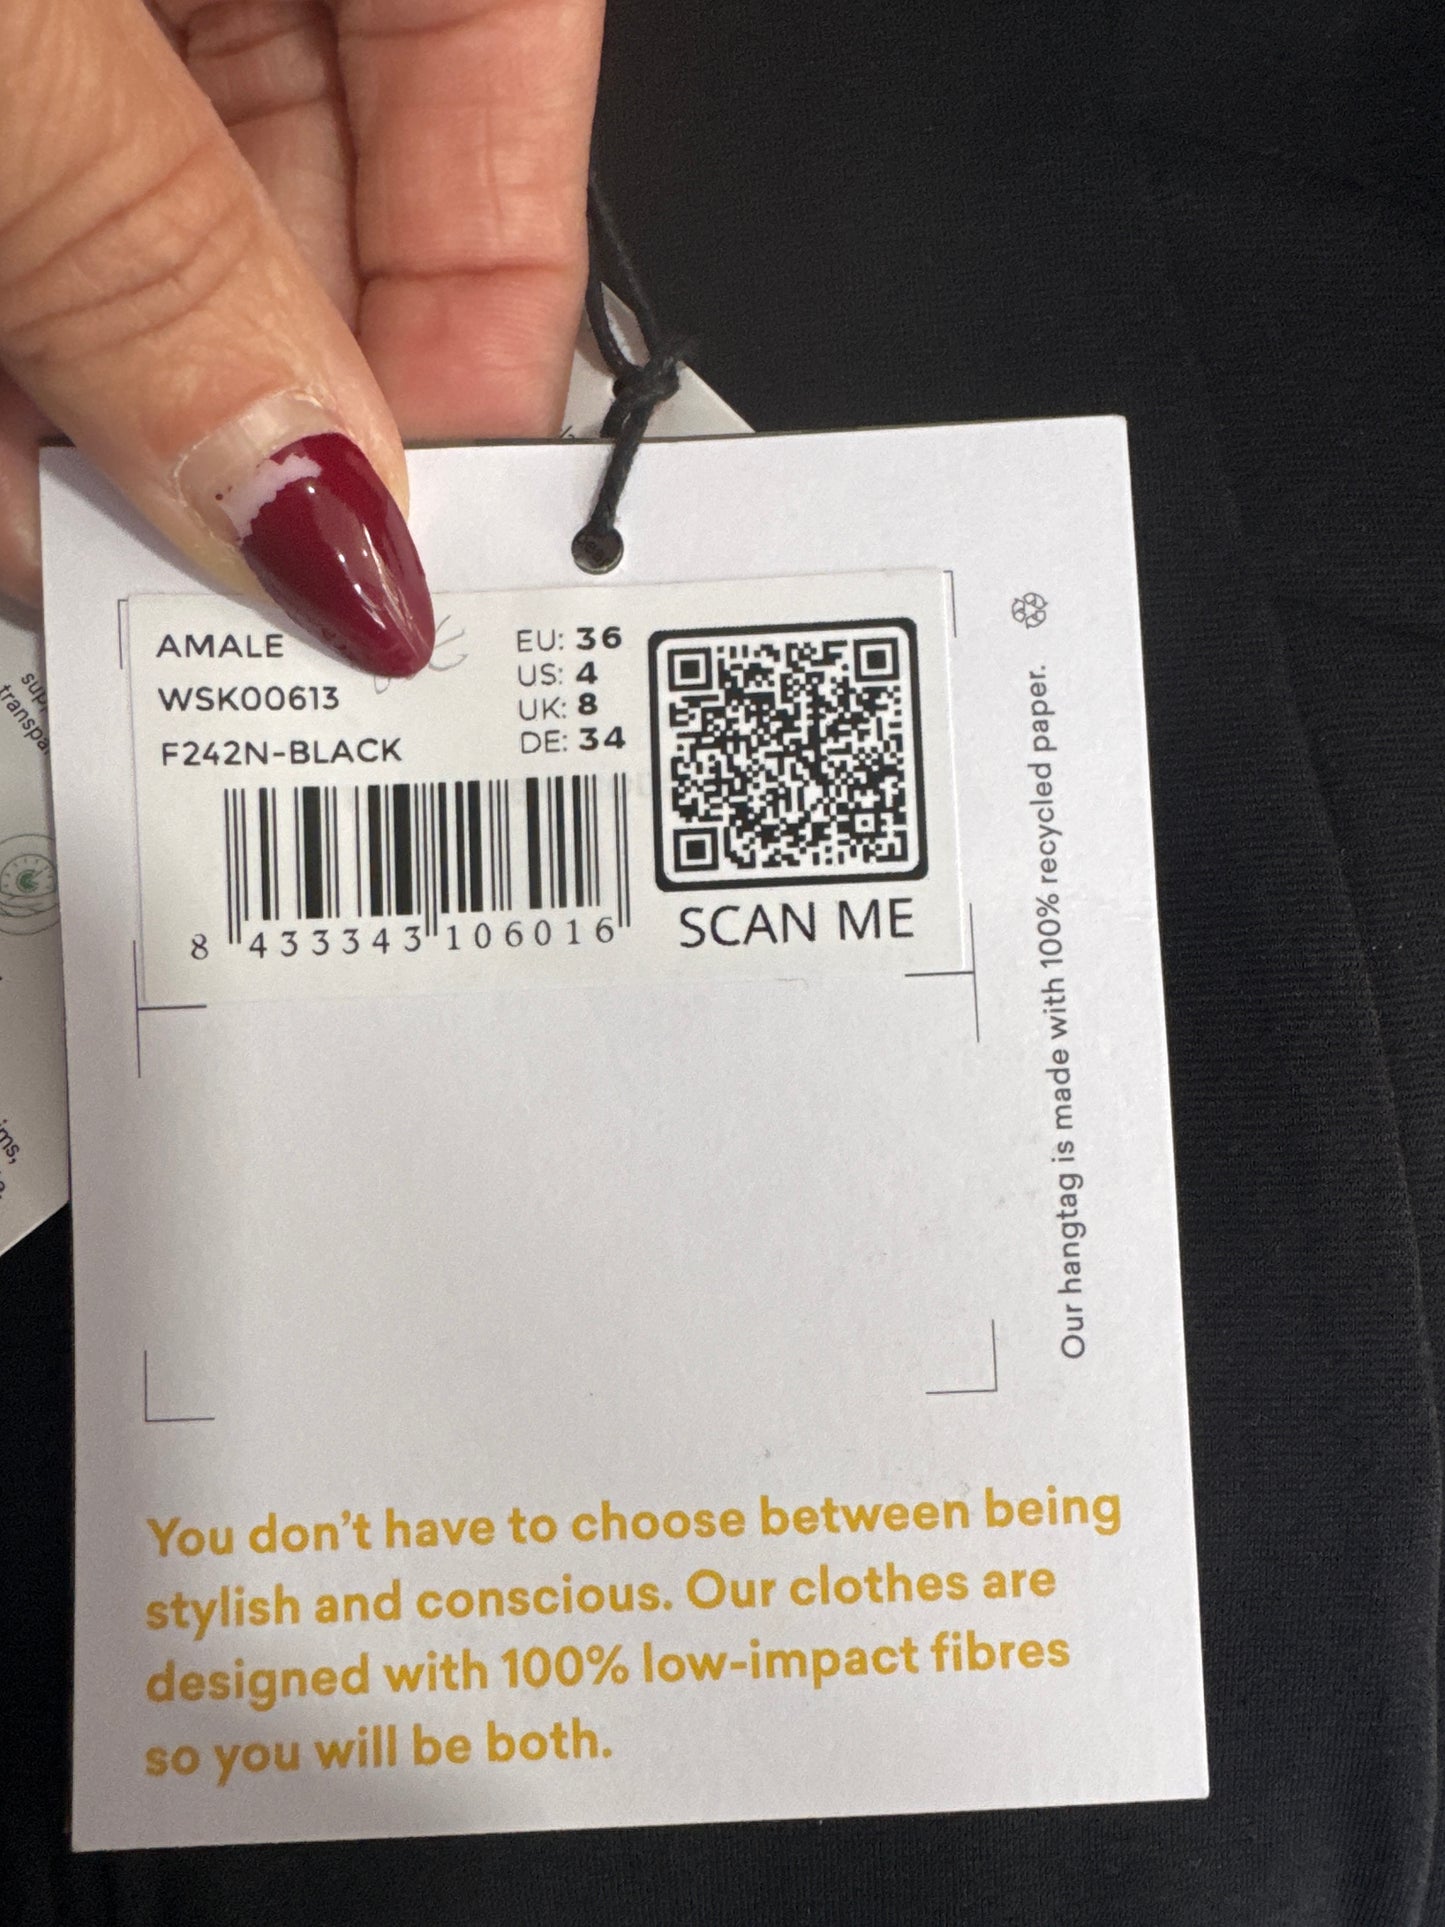 AMALE
WSK00613
F242N-BLACK
EU: 36
US: 4
UK: 8
DE: 34
8 433343 106016
SCAN ME
Our hangtag is made with 100% recycled paper.
You don't have to choose between being
stylish and conscious. Our clothes are
designed with 100% low-impact fibres
so you will be both.